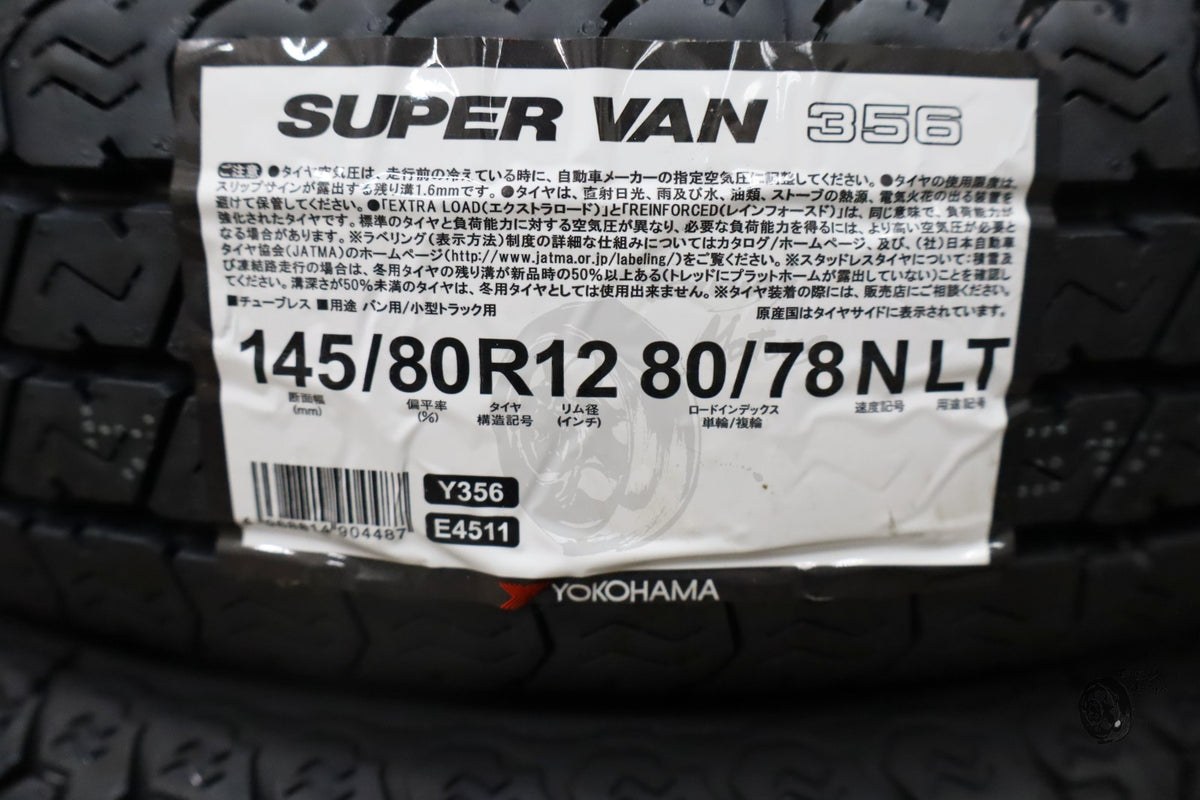 SUPER VAN 356
ご注意 ●タイヤ空気圧は、走行前の冷えている時に、自動車メーカーの指定空気圧に調整してください。●タイヤの使用限度は、
スリップサインが露出する残り溝1.6mmです。●タイヤは、直射日光、雨及び水、油類、ストーブの熱源、電気火花の出る装置を
避けて保管してください。●「EXTRA LOAD(エクストラロード)」と「REINFORCED(レインフォースド)」は、同じ意味で、負荷能力が
強化されたタイヤです。標準のタイヤと負荷能力に対する空気圧が異なり、必要な負荷能力を得るには、より高い空気圧が必要と
なる場合があります。※ラベリング(表示方法)制度の詳細な仕組みについてはカタログ/ホームページ、及び、(社)日本自動車
タイヤ協会(JATMA)のホームページ(http://www.jatma.or.jp/labeling/)をご覧ください。※スタッドレスタイヤについて:積雪及
び凍結路走行の場合は、冬用タイヤの残り溝が新品時の50%以上ある(トレッドにプラットホームが露出していない)ことを確認し
てください。溝深さが50%未満のタイヤは、冬用タイヤとしては使用出来ません。※タイヤ装着の際には、販売店にご相談ください。
■チューブレス ■用途 バン用/小型トラック用 原産国はタイヤサイドに表示されています。
145/80R12 80/78 N LT
断面幅 偏平率 タイヤ リム径 ロードインデックス 速度記号 用途記号
(mm) (%) 構造記号 (インチ) 単輪/複輪
Y356
E4511
904487
YOKOHAMA